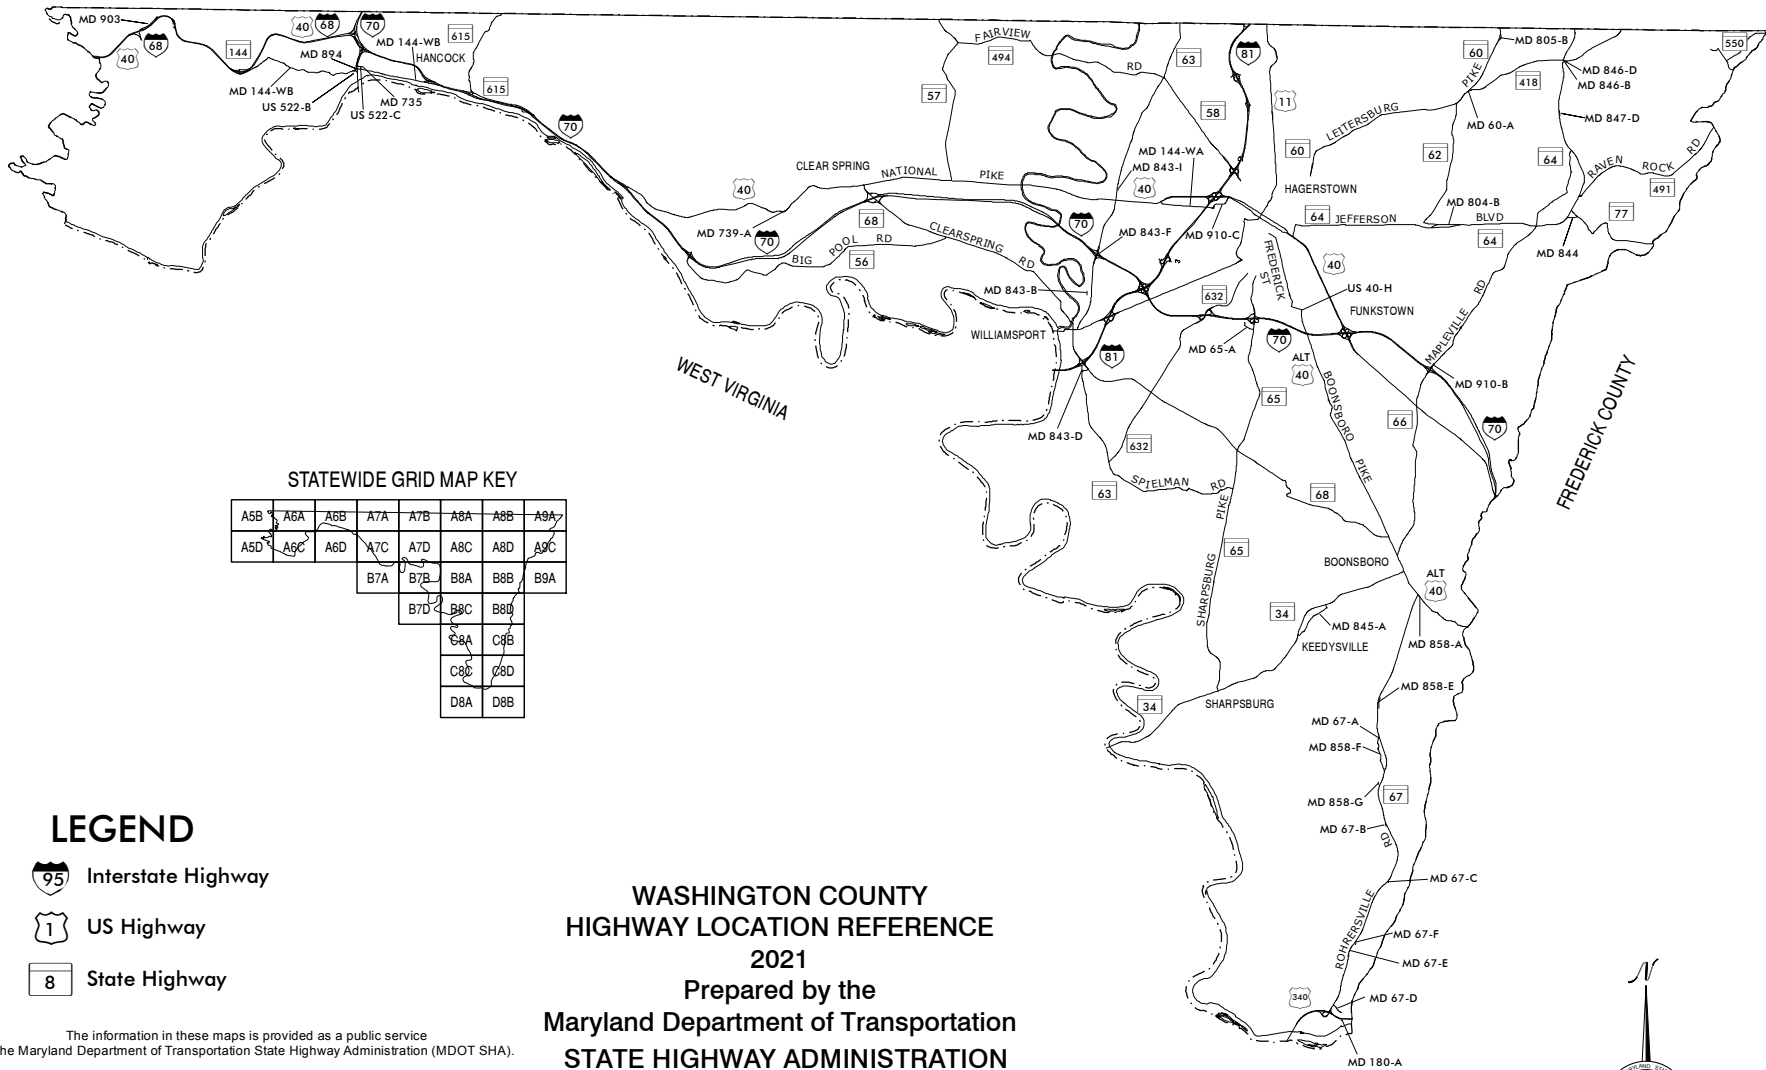 MD 903
68
40
144
40
68
70
MD 894
MD 144-WB
HANCOCK
615
615
MD 144-WB
US 522-B
US 522-C
MD 735
70
FAIRVIEW
494
RD
63
81
57
58
11
60
MD 805-B
550
PIKE
418
MD 846-D
MD 846-B
MD 60-A
MD 847-D
LEITERSBURG
60
62
64
RAVEN ROCK RD
491
CLEAR SPRING
NATIONAL PIKE
40
MD 144-WA
MD 843-I
40
HAGERSTOWN
MD 804-B
64
JEFFERSON BLVD
64
77
MD 844
MD 739-A
68
70
BIG POOL RD
56
CLEARSPRING RD
70
MD 843-F
MD 910-C
FREDERICK ST
40
US 40-H
FUNKSTOWN
MD 843-B
632
WILLIAMSPORT
81
MD 65-A
70
ALT
40
MAPLEVILLE RD
MD 910-B
70
WEST VIRGINIA
65
BOONSBORO PIKE
66
MD 843-D
632
63
SPIELMAN RD
68
FREDERICK COUNTY
SHARPSBURG PIKE
65
BOONSBORO
ALT
40
34
MD 845-A
KEEDYSVILLE
MD 858-A
MD 858-E
34
SHARPSBURG
MD 67-A
MD 858-F
MD 858-G
67
MD 67-B
RD
MD 67-C
ROHRERSVILLE
MD 67-F
MD 67-E
340
MD 67-D
MD 180-A
STATEWIDE GRID MAP KEY
A5B A6A A6B A7A A7B A8A A8B A9A
A5D A6C A6D A7C A7D A8C A8D A9C
B7A B7B B8A B8B B9A
B7D B8C B8D
C8A C8B
C8C C8D
D8A D8B
LEGEND
95 Interstate Highway
1 US Highway
8 State Highway
The information in these maps is provided as a public service
he Maryland Department of Transportation State Highway Administration (MDOT SHA).
WASHINGTON COUNTY
HIGHWAY LOCATION REFERENCE
2021
Prepared by the
Maryland Department of Transportation
STATE HIGHWAY ADMINISTRATION
N